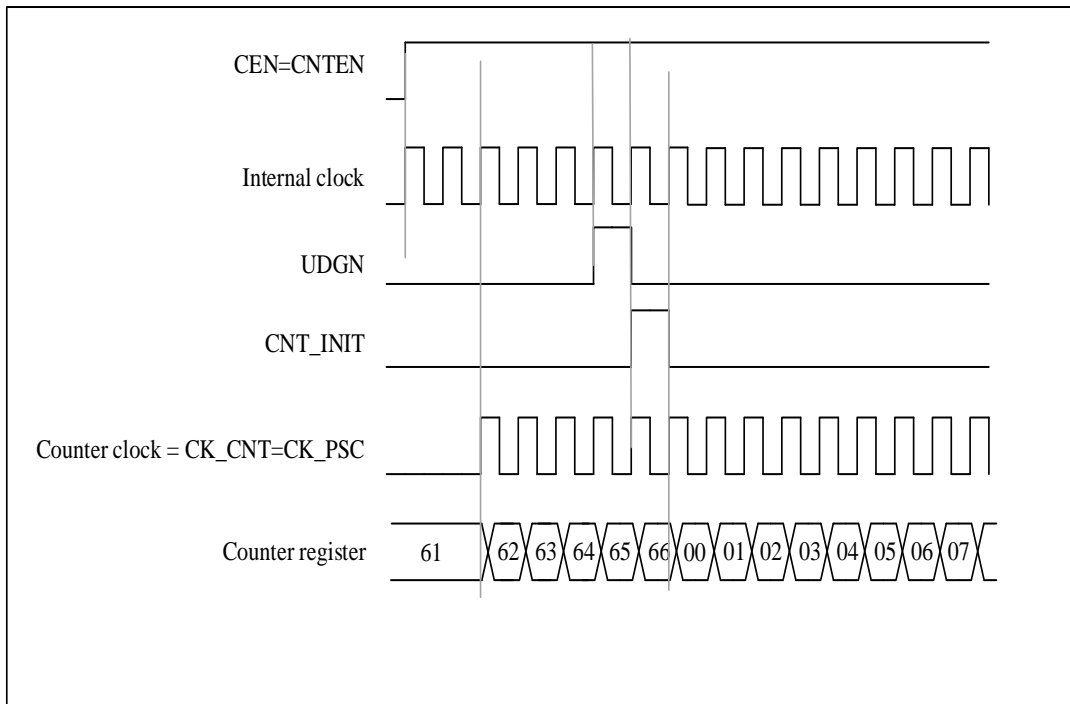 CEN=CNTEN
Internal clock
UDGN
CNT_INIT
Counter clock = CK_CNT=CK_PSC
Counter register
61 62 63 64 65 66 00 01 02 03 04 05 06 07